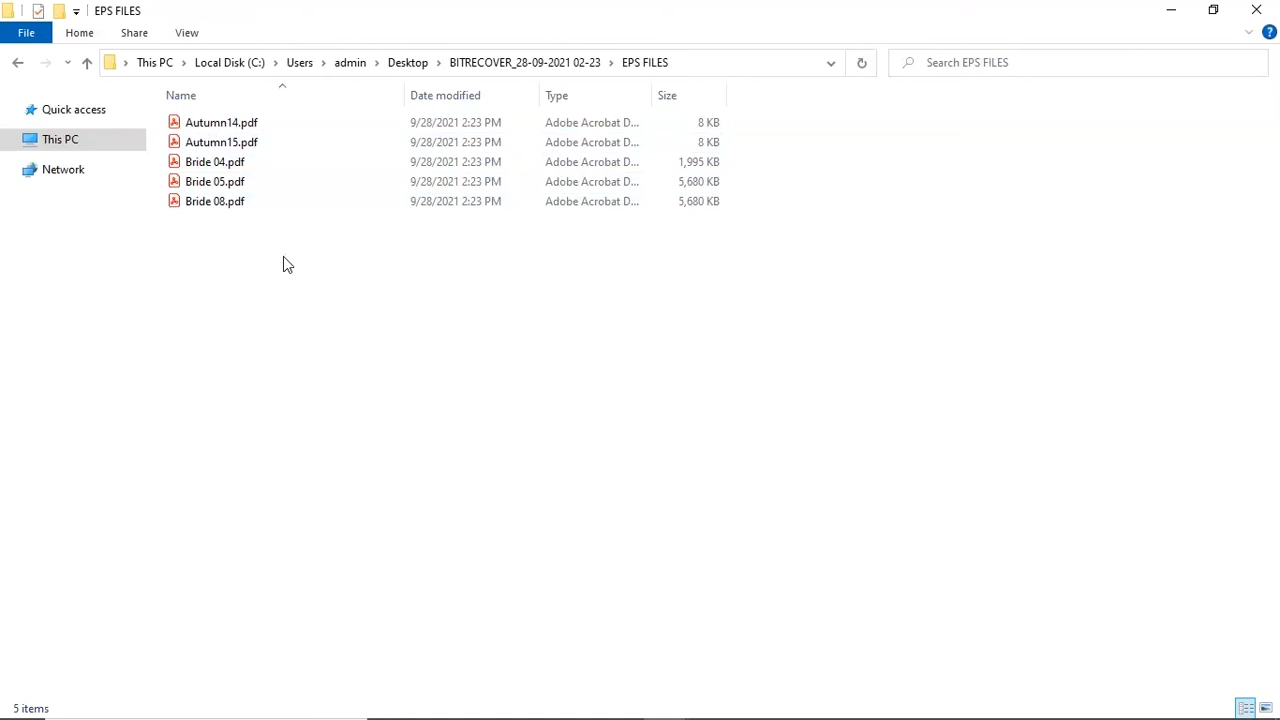 EPS FILES
File Home Share View
This PC Local Disk (C:) Users admin Desktop BITRECOVER_28-09-2021 02-23 EPS FILES Search EPS FILES
Name Date modified Type Size
Quick access
This PC
Network
Autumn14.pdf 9/28/2021 2:23 PM Adobe Acrobat D... 8 KB
Autumn15.pdf 9/28/2021 2:23 PM Adobe Acrobat D... 8 KB
Bride 04.pdf 9/28/2021 2:23 PM Adobe Acrobat D... 1,995 KB
Bride 05.pdf 9/28/2021 2:23 PM Adobe Acrobat D... 5,680 KB
Bride 08.pdf 9/28/2021 2:23 PM Adobe Acrobat D... 5,680 KB
5 items